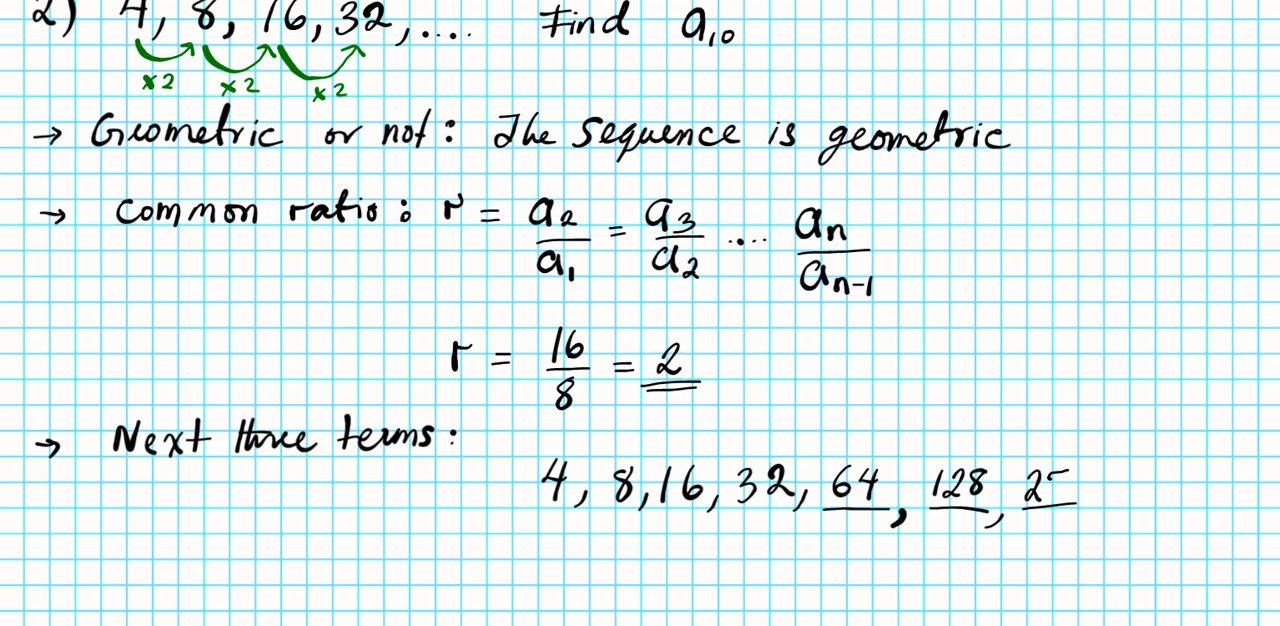 2) 4, 8, 16, 32, .... Find a₁₀
×2 ×2 ×2
→ Geometric or not : The sequence is geometric
→ Common ratio : r = a₂/a₁ = a₃/a₂ .... aₙ/aₙ₋₁
r = 16/8 = 2
→ Next three terms :
4, 8, 16, 32, 64, 128, 2